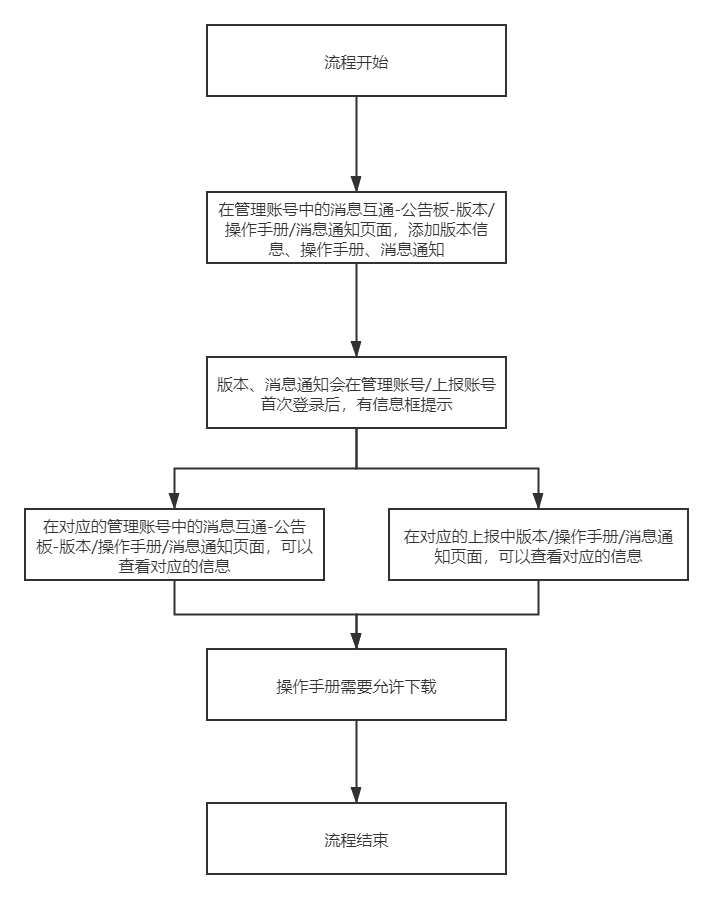 流程开始
在管理账号中的消息互通-公告板-版本/
操作手册/消息通知页面，添加版本信
息、操作手册、消息通知
版本、消息通知会在管理账号/上报账号
首次登录后，有信息框提示
在对应的管理账号中的消息互通-公告
板-版本/操作手册/消息通知页面，可以
查看对应的信息
在对应的上报中版本/操作手册/消息通
知页面，可以查看对应的信息
操作手册需要允许下载
流程结束